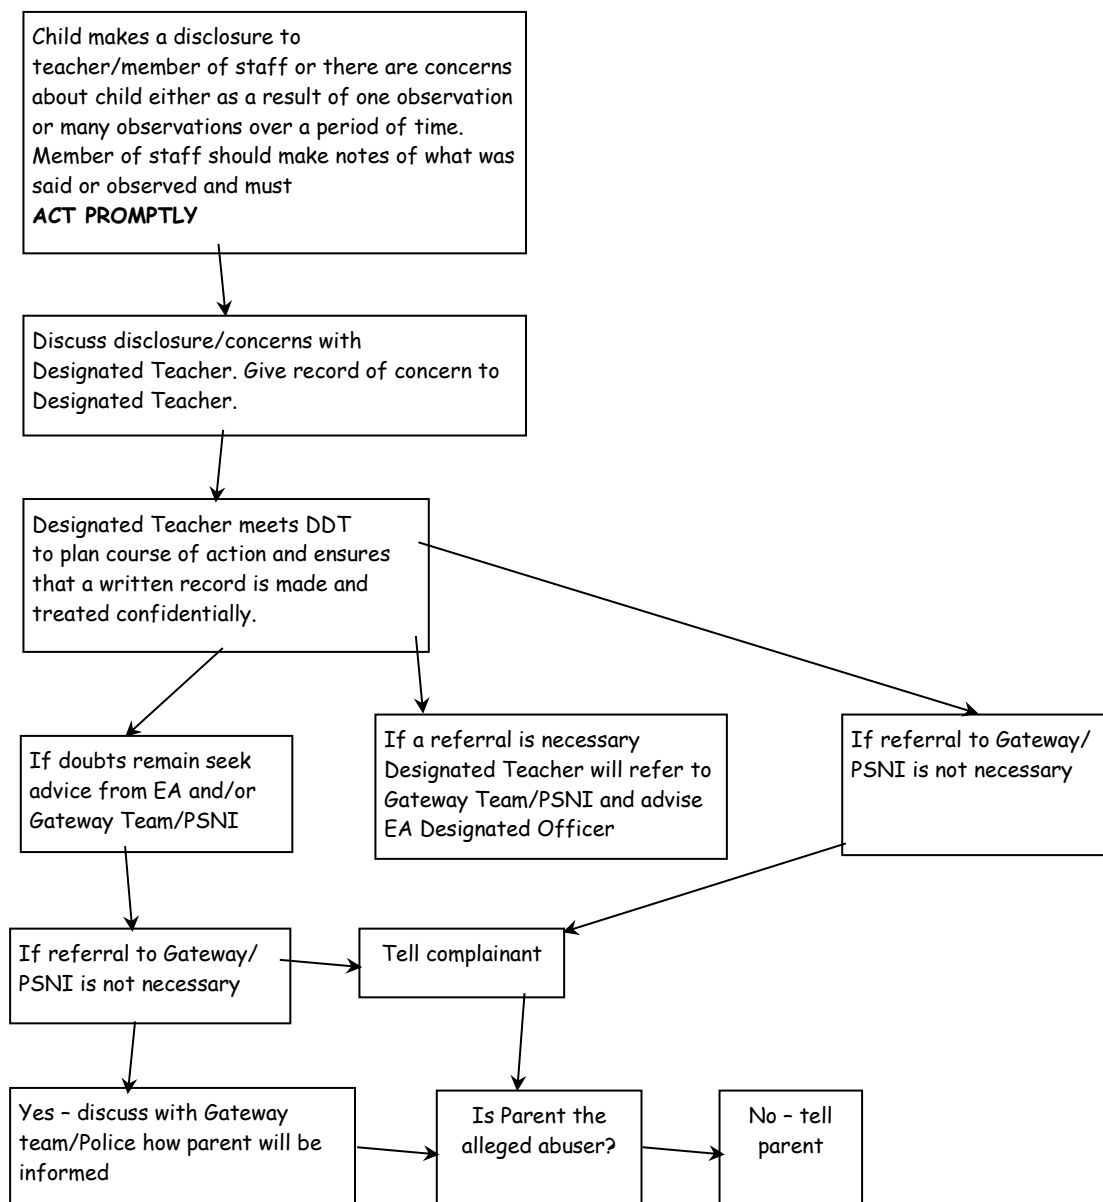 Child makes a disclosure to
teacher/member of staff or there are concerns
about child either as a result of one observation
or many observations over a period of time.
Member of staff should make notes of what was
said or observed and must
ACT PROMPTLY
Discuss disclosure/concerns with
Designated Teacher. Give record of concern to
Designated Teacher.
Designated Teacher meets DDT
to plan course of action and ensures
that a written record is made and
treated confidentially.
If doubts remain seek
advice from EA and/or
Gateway Team/PSNI
If a referral is necessary
Designated Teacher will refer to
Gateway Team/PSNI and advise
EA Designated Officer
If referral to Gateway/
PSNI is not necessary
If referral to Gateway/
PSNI is not necessary
Tell complainant
Yes – discuss with Gateway
team/Police how parent will be
informed
Is Parent the
alleged abuser?
No – tell
parent